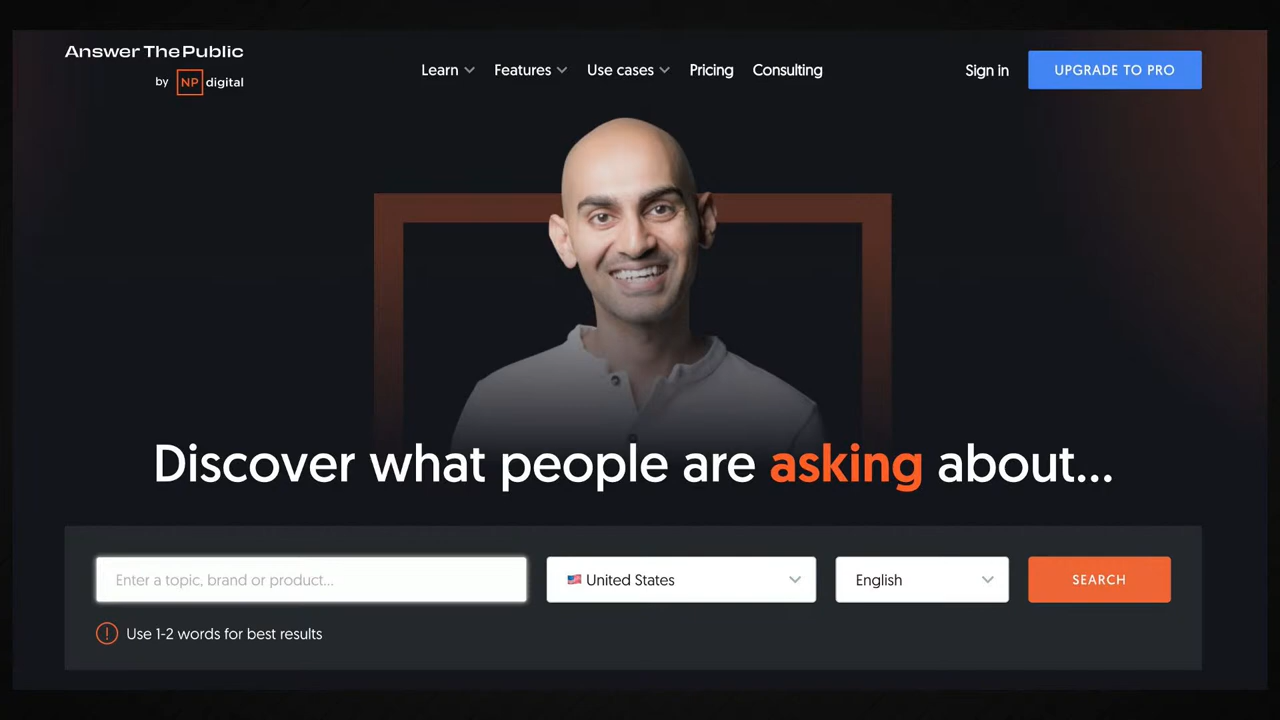 Answer The Public
by NP digital
Learn Features Use cases Pricing Consulting
Sign in
UPGRADE TO PRO
Discover what people are asking about...
Enter a topic, brand or product...
United States
English
SEARCH
! Use 1-2 words for best results